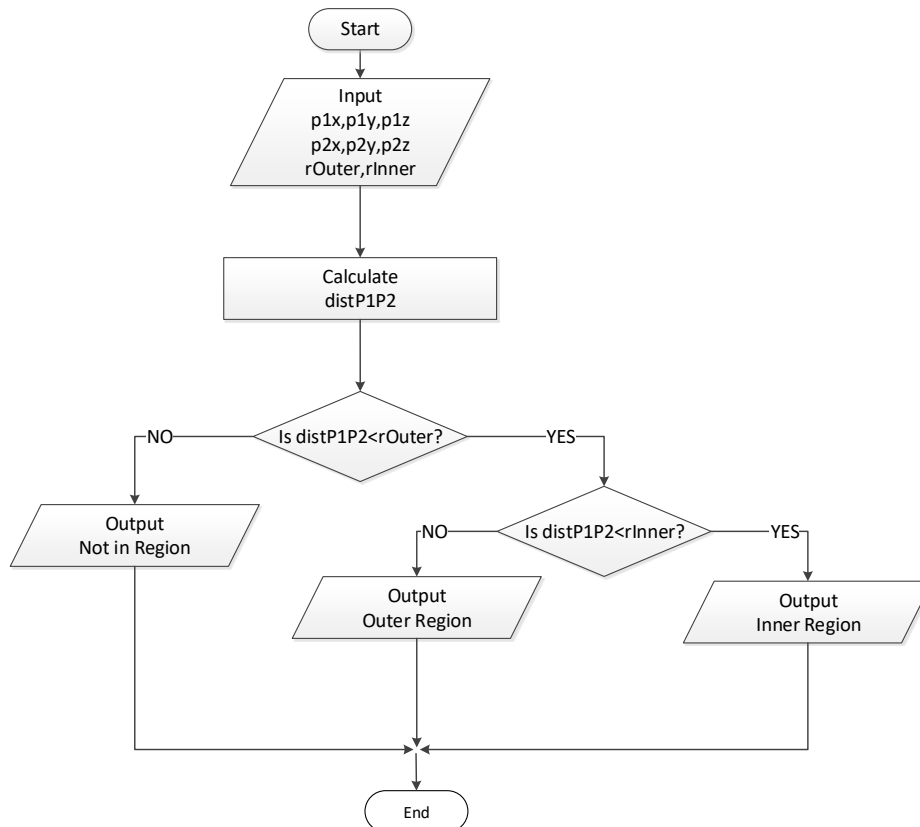 Start
Input
p1x,p1y,p1z
p2x,p2y,p2z
rOuter,rInner
Calculate
distP1P2
Is distP1P2<rOuter?
NO
YES
Output
Not in Region
Is distP1P2<rInner?
NO
YES
Output
Outer Region
Output
Inner Region
End